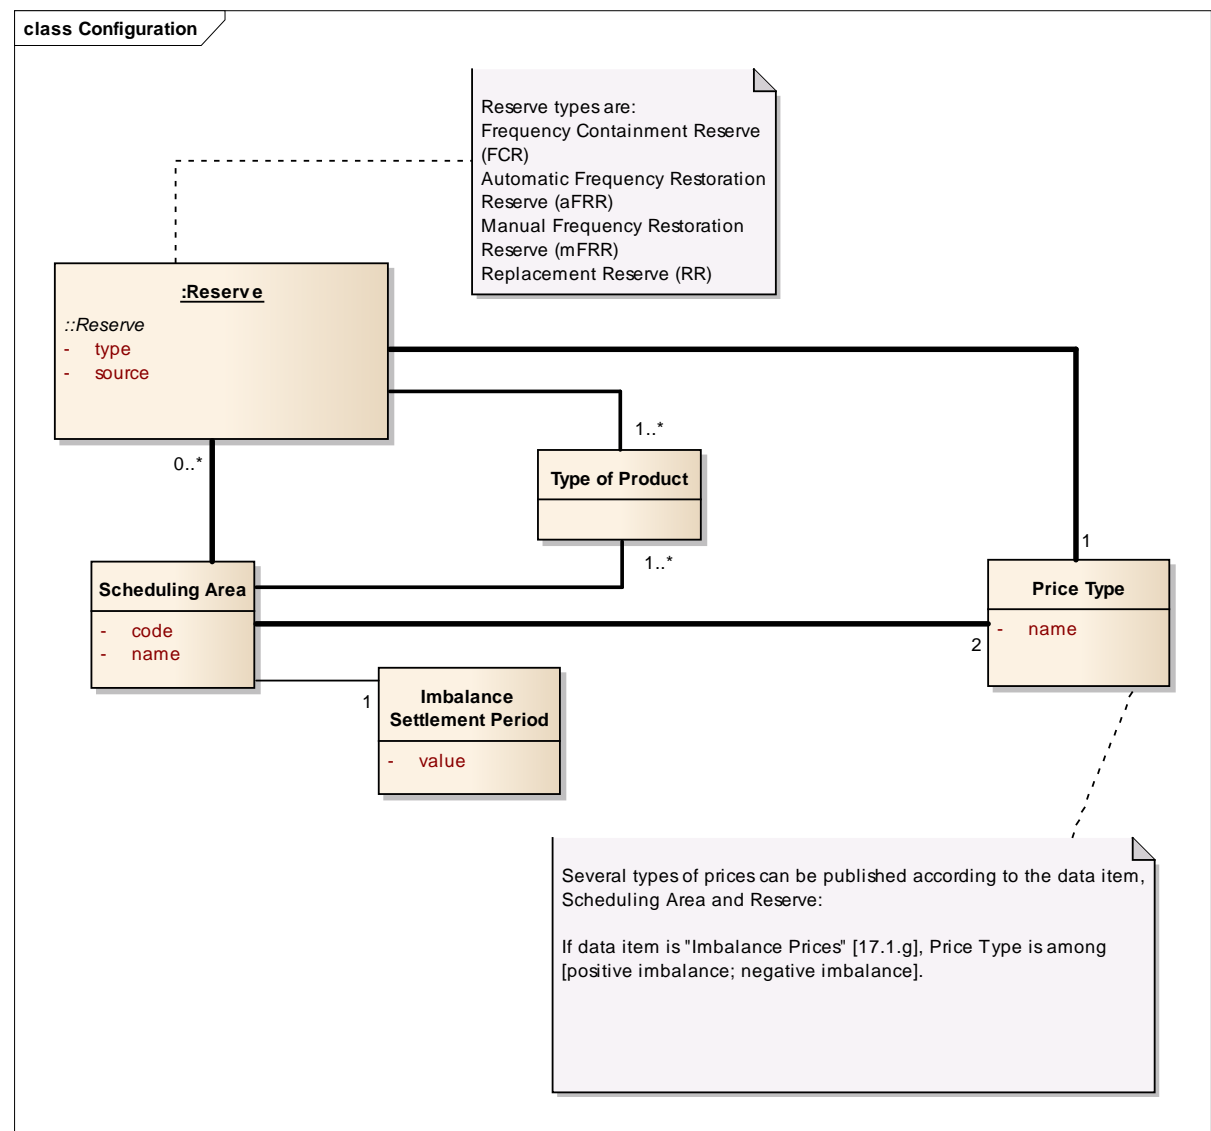 class Configuration
Reserve types are:
Frequency Containment Reserve
(FCR)
Automatic Frequency Restoration
Reserve (aFRR)
Manual Frequency Restoration
Reserve (mFRR)
Replacement Reserve (RR)
:Reserve
::Reserve
- type
- source
1..*
0..*
Type of Product
1..*
1
Scheduling Area
- code
- name
Price Type
- name
2
1
Imbalance
Settlement Period
- value
Several types of prices can be published according to the data item,
Scheduling Area and Reserve:
If data item is "Imbalance Prices" [17.1.g], Price Type is among
[positive imbalance; negative imbalance].